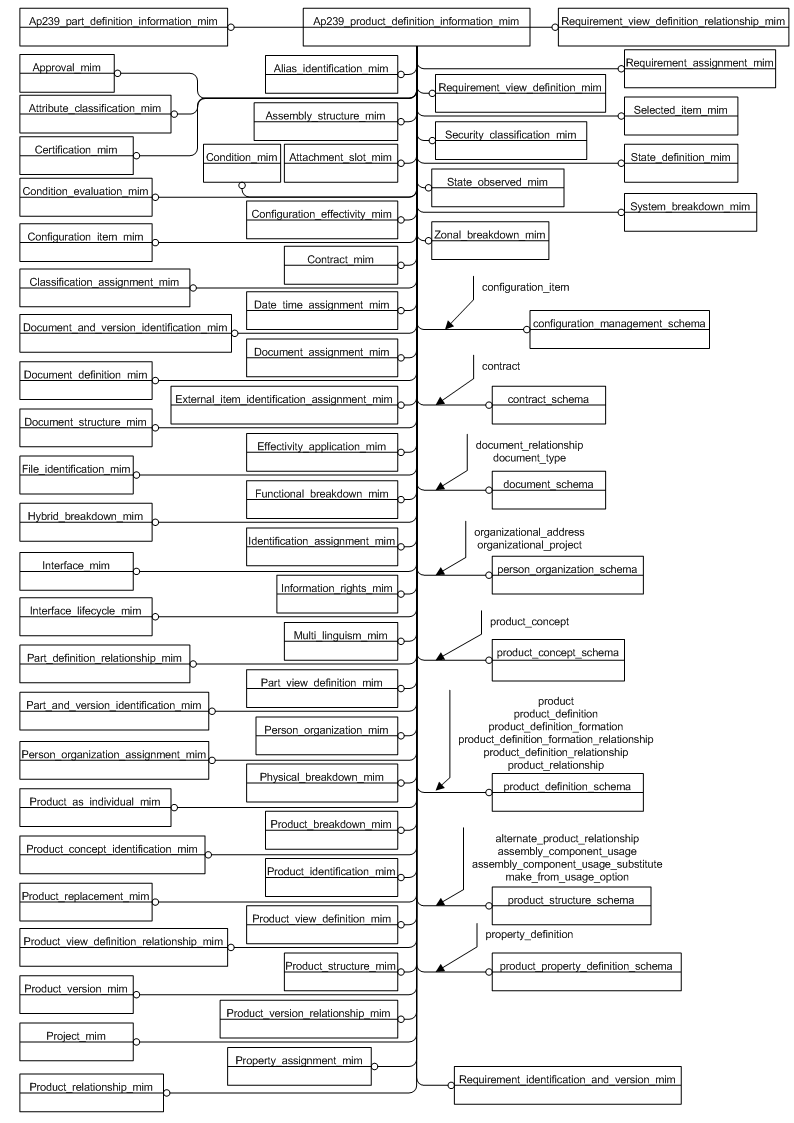 Ap239_part_definition_information_mim
Ap239_product_definition_information_mim
Requirement_view_definition_relationship_mim
Approval_mim
Attribute_classification_mim
Certification_mim
Condition_evaluation_mim
Configuration_item_mim
Classification_assignment_mim
Document_and_version_identification_mim
Document_definition_mim
Document_structure_mim
File_identification_mim
Hybrid_breakdown_mim
Interface_mim
Interface_lifecycle_mim
Part_definition_relationship_mim
Part_and_version_identification_mim
Person_organization_assignment_mim
Product_as_individual_mim
Product_concept_identification_mim
Product_replacement_mim
Product_view_definition_relationship_mim
Product_version_mim
Project_mim
Product_relationship_mim
Alias_identification_mim
Assembly_structure_mim
Condition_mim
Attachment_slot_mim
Configuration_effectivity_mim
Contract_mim
Date_time_assignment_mim
Document_assignment_mim
External_item_identification_assignment_mim
Effectivity_application_mim
Functional_breakdown_mim
Identification_assignment_mim
Information_rights_mim
Multi_linguism_mim
Part_view_definition_mim
Person_organization_mim
Physical_breakdown_mim
Product_breakdown_mim
Product_identification_mim
Product_view_definition_mim
Product_structure_mim
Product_version_relationship_mim
Property_assignment_mim
Requirement_assignment_mim
Requirement_view_definition_mim
Selected_item_mim
Security_classification_mim
State_definition_mim
State_observed_mim
System_breakdown_mim
Zonal_breakdown_mim
configuration_item
configuration_management_schema
contract
contract_schema
document_relationship
document_type
document_schema
organizational_address
organizational_project
person_organization_schema
product_concept
product_concept_schema
product
product_definition
product_definition_formation
product_definition_formation_relationship
product_definition_relationship
product_relationship
product_definition_schema
alternate_product_relationship
assembly_component_usage
assembly_component_usage_substitute
make_from_usage_option
product_structure_schema
property_definition
product_property_definition_schema
Requirement_identification_and_version_mim